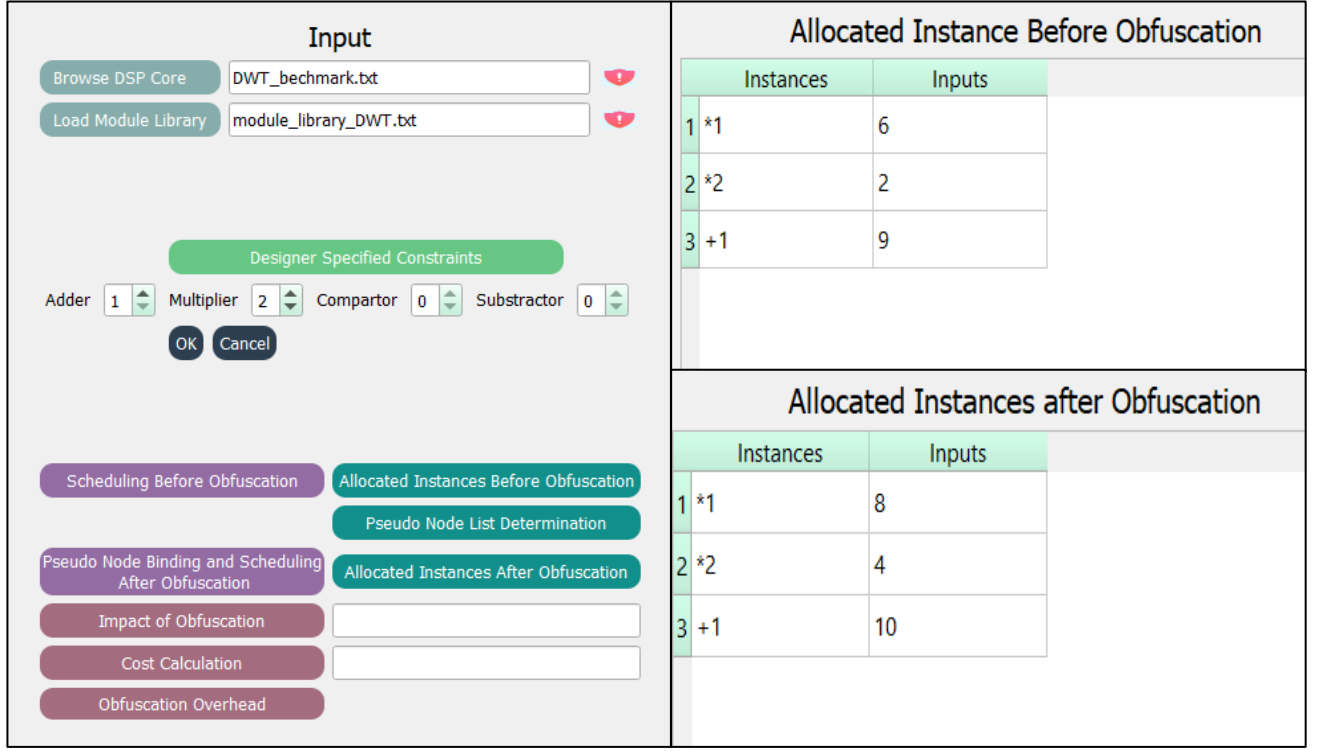 Input
Browse DSP Core DWT_bechmark.txt
Load Module Library module_library_DWT.txt
Designer Specified Constraints
Adder 1 Multiplier 2 Compartor 0 Substractor 0
OK Cancel
Scheduling Before Obfuscation Allocated Instances Before Obfuscation
Pseudo Node List Determination
Pseudo Node Binding and Scheduling
After Obfuscation
Allocated Instances After Obfuscation
Impact of Obfuscation
Cost Calculation
Obfuscation Overhead
Allocated Instance Before Obfuscation
Instances Inputs
1 *1 6
2 *2 2
3 +1 9
Allocated Instances after Obfuscation
Instances Inputs
1 *1 8
2 *2 4
3 +1 10